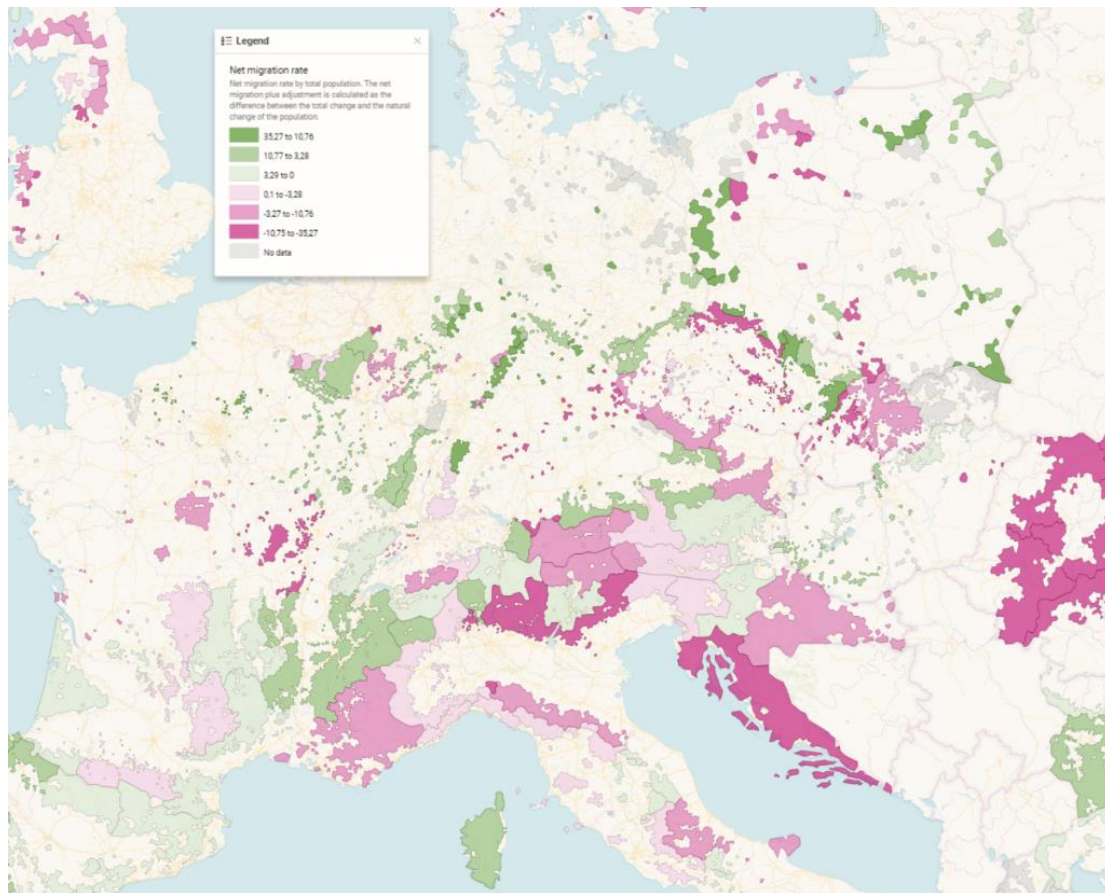 Legend
Net migration rate
Net migration rate by total population. The net
migration plus adjustment is calculated as the
difference between the total change and the natural
change of the population.
35,27 to 10,76
10,77 to 3,28
3,29 to 0
0,1 to -3,28
-3,27 to -10,76
-10,75 to -35,27
No data